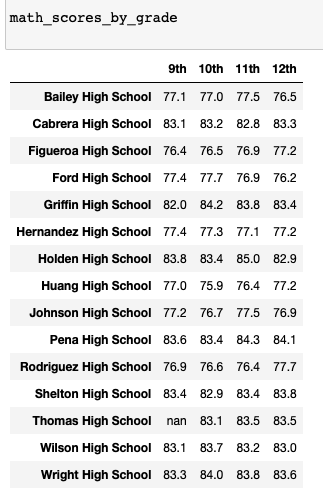 math_scores_by_grade
9th 10th 11th 12th
Bailey High School 77.1 77.0 77.5 76.5
Cabrera High School 83.1 83.2 82.8 83.3
Figueroa High School 76.4 76.5 76.9 77.2
Ford High School 77.4 77.7 76.9 76.2
Griffin High School 82.0 84.2 83.8 83.4
Hernandez High School 77.4 77.3 77.1 77.2
Holden High School 83.8 83.4 85.0 82.9
Huang High School 77.0 75.9 76.4 77.2
Johnson High School 77.2 76.7 77.5 76.9
Pena High School 83.6 83.4 84.3 84.1
Rodriguez High School 76.9 76.6 76.4 77.7
Shelton High School 83.4 82.9 83.4 83.8
Thomas High School nan 83.1 83.5 83.5
Wilson High School 83.1 83.7 83.2 83.0
Wright High School 83.3 84.0 83.8 83.6